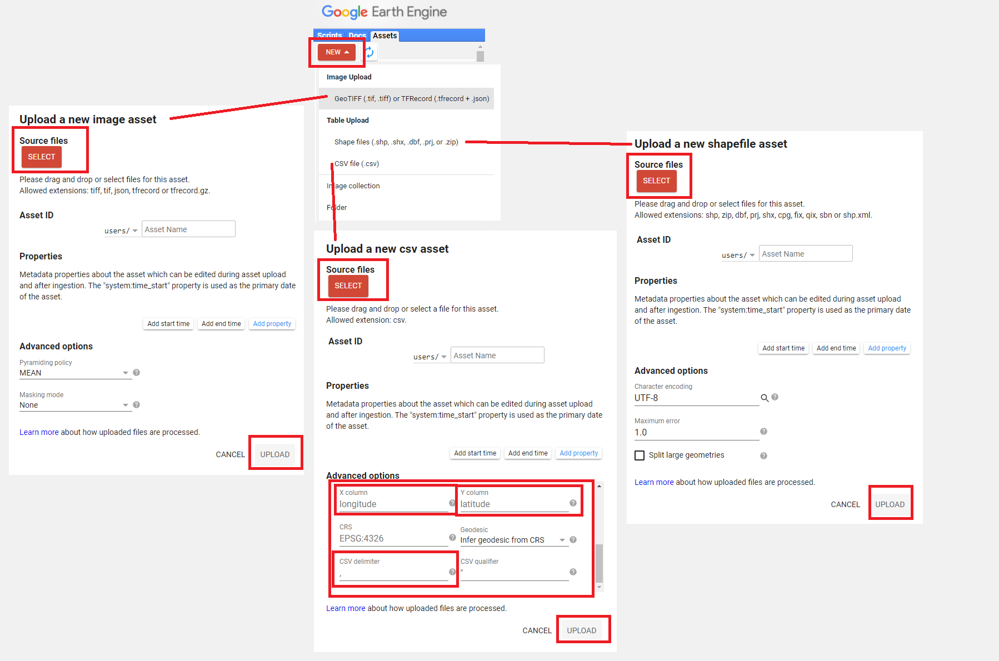 Google Earth Engine
Scripts Docs Assets
NEW
Image Upload
GeoTIFF (.tif, .tiff) or TFRecord (.tfrecord + .json)
Table Upload
Shape files (.shp, .shx, .dbf, .prj, or .zip)
CSV file (.csv)
Image collection
Folder
Upload a new image asset
Source files
SELECT
Please drag and drop or select files for this asset.
Allowed extensions: tiff, tif, json, tfrecord or tfrecord.gz.
Asset ID
users/ Asset Name
Properties
Metadata properties about the asset which can be edited during asset upload
and after ingestion. The "system:time_start" property is used as the primary date
of the asset.
Add start time Add end time Add property
Advanced options
Pyramiding policy
MEAN
Masking mode
None
Learn more about how uploaded files are processed.
CANCEL UPLOAD
Upload a new csv asset
Source files
SELECT
Please drag and drop or select a file for this asset.
Allowed extension: csv.
Asset ID
users/ Asset Name
Properties
Metadata properties about the asset which can be edited during asset upload
and after ingestion. The "system:time_start" property is used as the primary date
of the asset.
Add start time Add end time Add property
Advanced options
X column Y column
longitude latitude
CRS Geodesic
EPSG:4326 Infer geodesic from CRS
CSV delimiter CSV qualifier
, "
Learn more about how uploaded files are processed.
CANCEL UPLOAD
Upload a new shapefile asset
Source files
SELECT
Please drag and drop or select files for this asset.
Allowed extensions: shp, zip, dbf, prj, shx, cpg, fix, qix, sbn or shp.xml.
Asset ID
users/ Asset Name
Properties
Metadata properties about the asset which can be edited during asset upload
and after ingestion. The "system:time_start" property is used as the primary date
of the asset.
Add start time Add end time Add property
Advanced options
Character encoding
UTF-8
Maximum error
1.0
Split large geometries
Learn more about how uploaded files are processed.
CANCEL UPLOAD